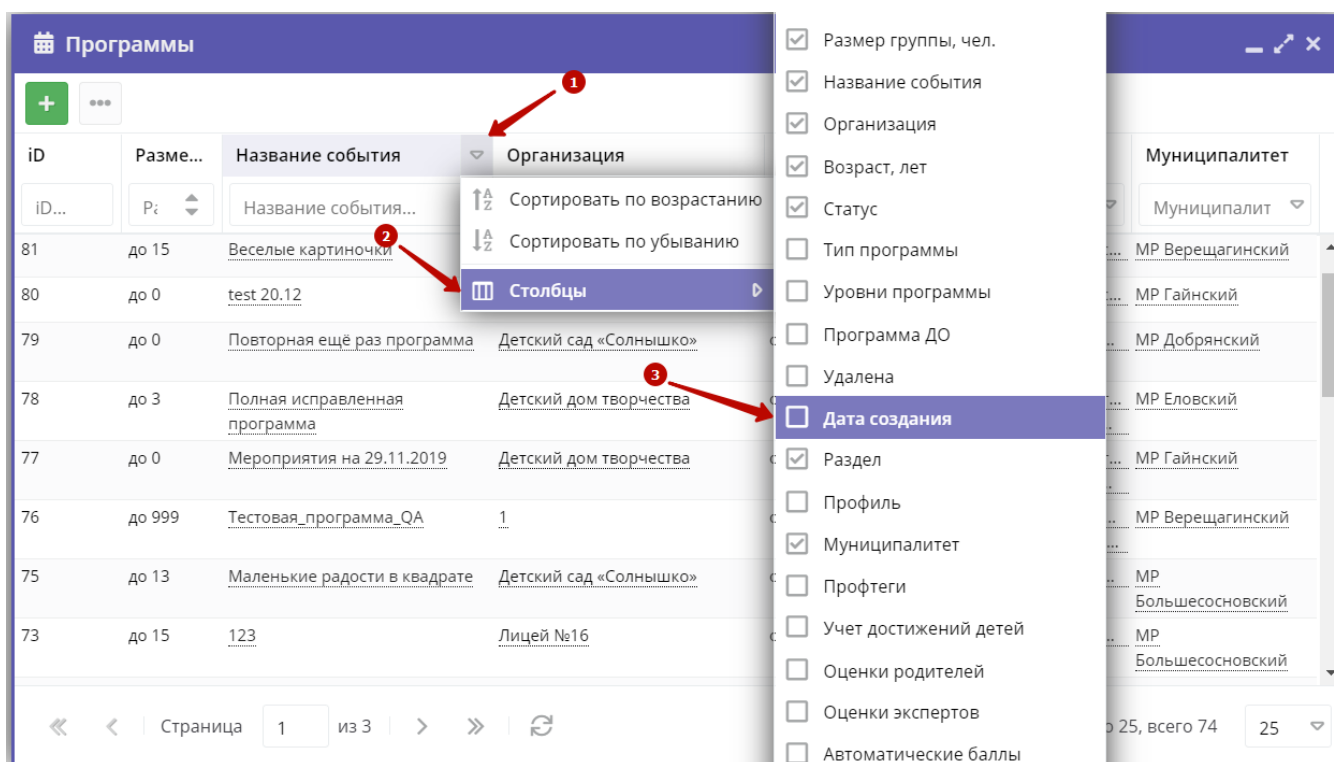 Программы
1
iD
Разме...
Название события
Организация
Муниципалитет
iD...
Название события...
Муниципалит
Сортировать по возрастанию
Сортировать по убыванию
2
Столбцы
81
до 15
Веселые картиночки
МР Верещагинский
80
до 0
test 20.12
МР Гайнский
79
до 0
Повторная ещё раз программа
Детский сад «Солнышко»
МР Добрянский
3
78
до 3
Полная исправленная
программа
Детский дом творчества
МР Еловский
77
до 0
Мероприятия на 29.11.2019
Детский дом творчества
МР Гайнский
76
до 999
Тестовая_программа_QA
1
МР Верещагинский
75
до 13
Маленькие радости в квадрате
Детский сад «Солнышко»
МР
Большесосновский
73
до 15
123
Лицей №16
МР
Большесосновский
Размер группы, чел.
Название события
Организация
Возраст, лет
Статус
Тип программы
Уровни программы
Программа ДО
Удалена
Дата создания
Раздел
Профиль
Муниципалитет
Профтеги
Учет достижений детей
Оценки родителей
Оценки экспертов
Автоматические баллы
Страница 1 из 3
25, всего 74
25